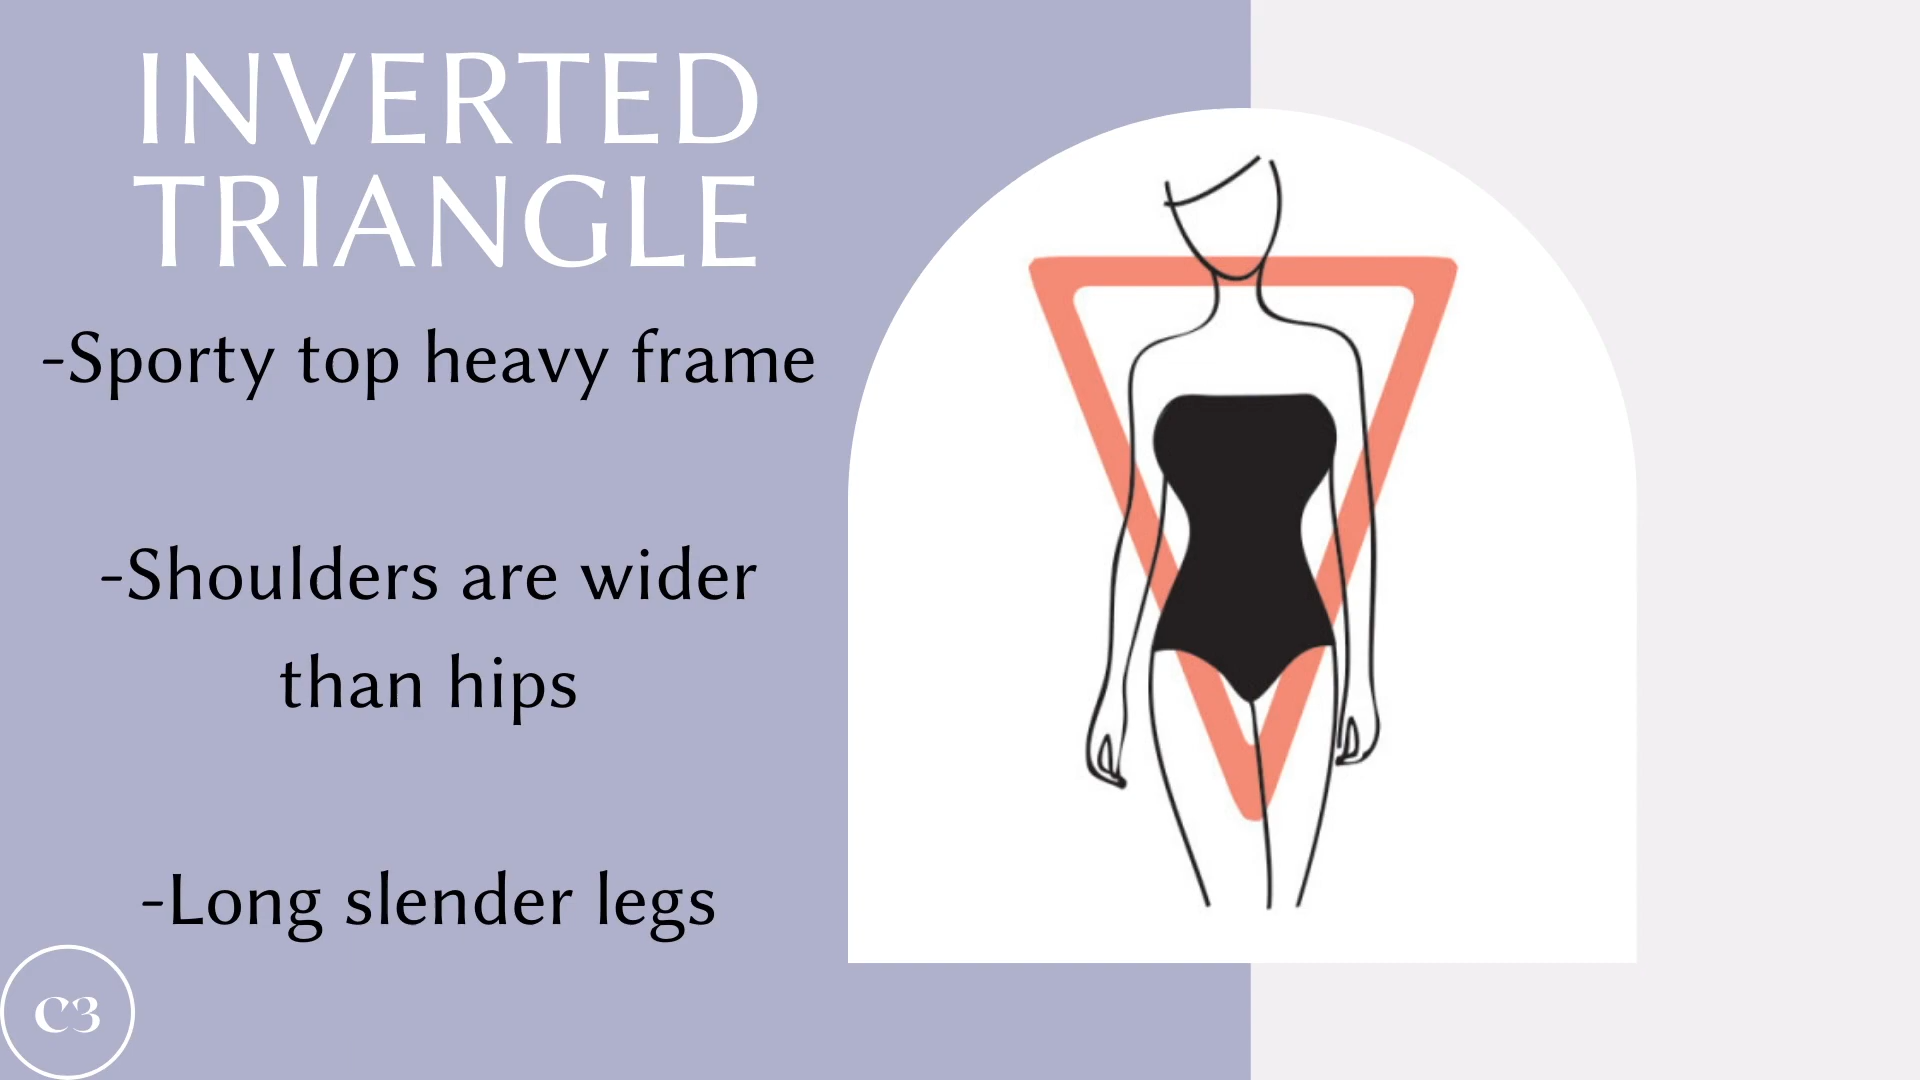 INVERTED
TRIANGLE
-Sporty top heavy frame
-Shoulders are wider
than hips
-Long slender legs
C3